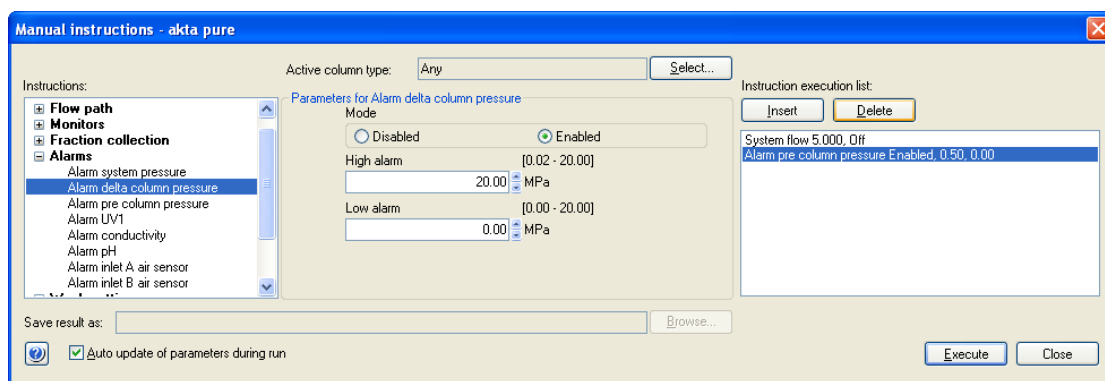 Manual instructions - akta pure
Active column type: Any Select...
Instructions:
Flow path
Monitors
Fraction collection
Alarms
Alarm system pressure
Alarm delta column pressure
Alarm pre column pressure
Alarm UV1
Alarm conductivity
Alarm pH
Alarm inlet A air sensor
Alarm inlet B air sensor
Parameters for Alarm delta column pressure
Mode
Disabled Enabled
High alarm [0.02 - 20.00]
20.00 MPa
Low alarm [0.00 - 20.00]
0.00 MPa
Instruction execution list:
Insert Delete
System flow 5.000, Off
Alarm pre column pressure Enabled, 0.50, 0.00
Save result as: Browse...
Auto update of parameters during run
Execute Close